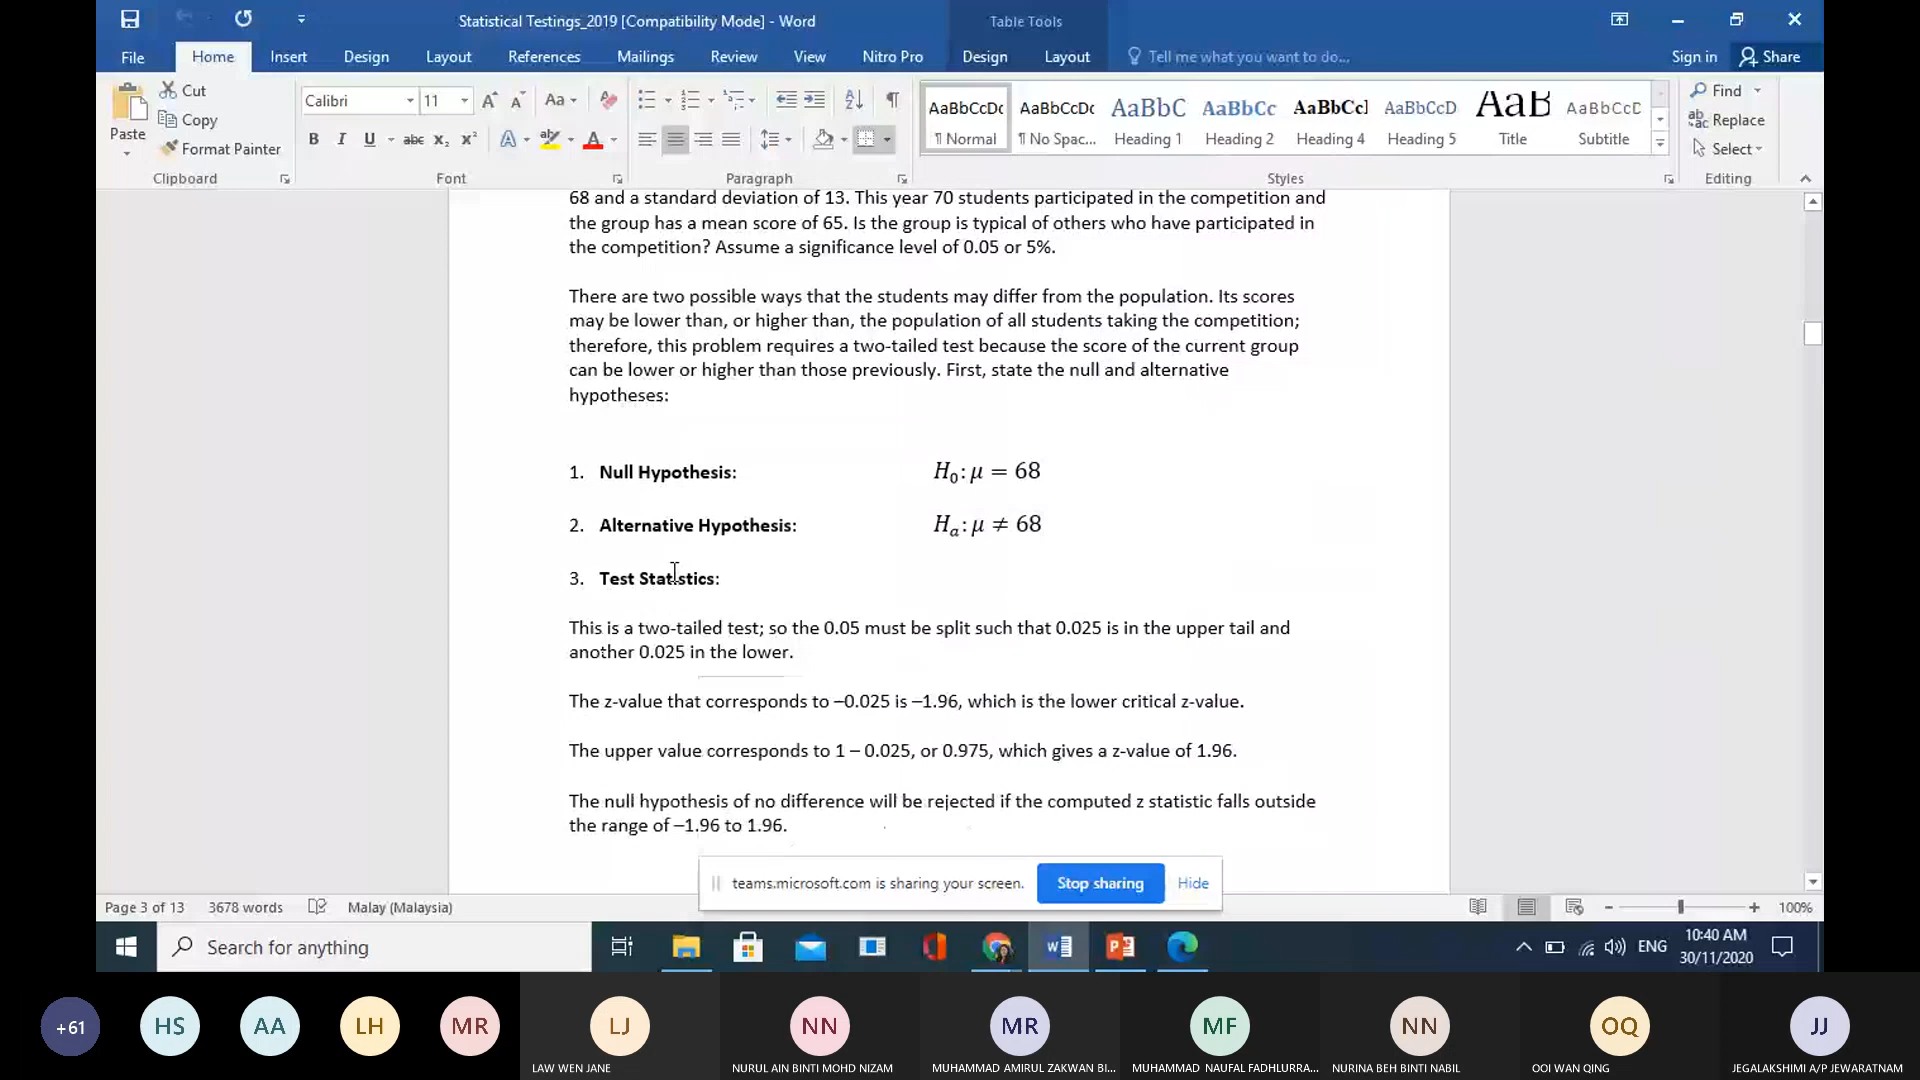 Statistical Testings_2019 [Compatibility Mode] - Word
Table Tools
File Home Insert Design Layout References Mailings Review View Nitro Pro Design Layout Tell me what you want to do... Sign in Share
Paste
Cut
Copy
Format Painter
Clipboard
Calibri 11
Font
Paragraph
AaBbCcDc AaBbCcDc AaBbC AaBbCc AaBbCcl AaBbCcD AaB AaBbCcD
¶ Normal ¶ No Spac... Heading 1 Heading 2 Heading 4 Heading 5 Title Subtitle
Styles
Find
Replace
Select
Editing
68 and a standard deviation of 13. This year 70 students participated in the competition and
the group has a mean score of 65. Is the group is typical of others who have participated in
the competition? Assume a significance level of 0.05 or 5%.
There are two possible ways that the students may differ from the population. Its scores
may be lower than, or higher than, the population of all students taking the competition;
therefore, this problem requires a two-tailed test because the score of the current group
can be lower or higher than those previously. First, state the null and alternative
hypotheses:
1. Null Hypothesis: H₀: μ = 68
2. Alternative Hypothesis: Hₐ: μ ≠ 68
3. Test Statistics:
This is a two-tailed test; so the 0.05 must be split such that 0.025 is in the upper tail and
another 0.025 in the lower.
The z-value that corresponds to –0.025 is –1.96, which is the lower critical z-value.
The upper value corresponds to 1 – 0.025, or 0.975, which gives a z-value of 1.96.
The null hypothesis of no difference will be rejected if the computed z statistic falls outside
the range of –1.96 to 1.96.
teams.microsoft.com is sharing your screen. Stop sharing Hide
Page 3 of 13 3678 words Malay (Malaysia) 100%
Search for anything
ENG
10:40 AM
30/11/2020
+61 HS AA LH MR LJ NN MR MF NN OQ JJ
LAW WEN JANE NURUL AIN BINTI MOHD NIZAM MUHAMMAD AMIRUL ZAKWAN BI... MUHAMMAD NAUFAL FADHLURRA... NURINA BEH BINTI NABIL OOI WAN QING JEGALAKSHIMI A/P JEWARATNAM